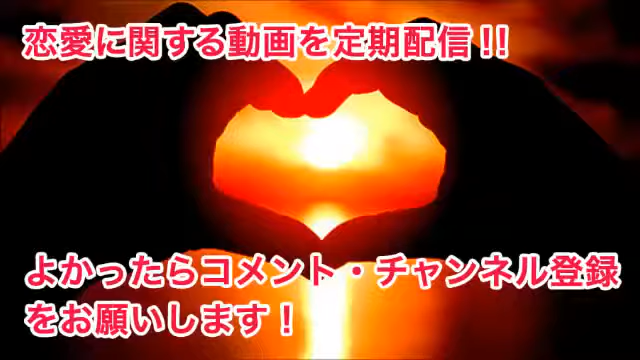 恋愛に関する動画を定期配信!!
よかったらコメント・チャンネル登録
をお願いします！